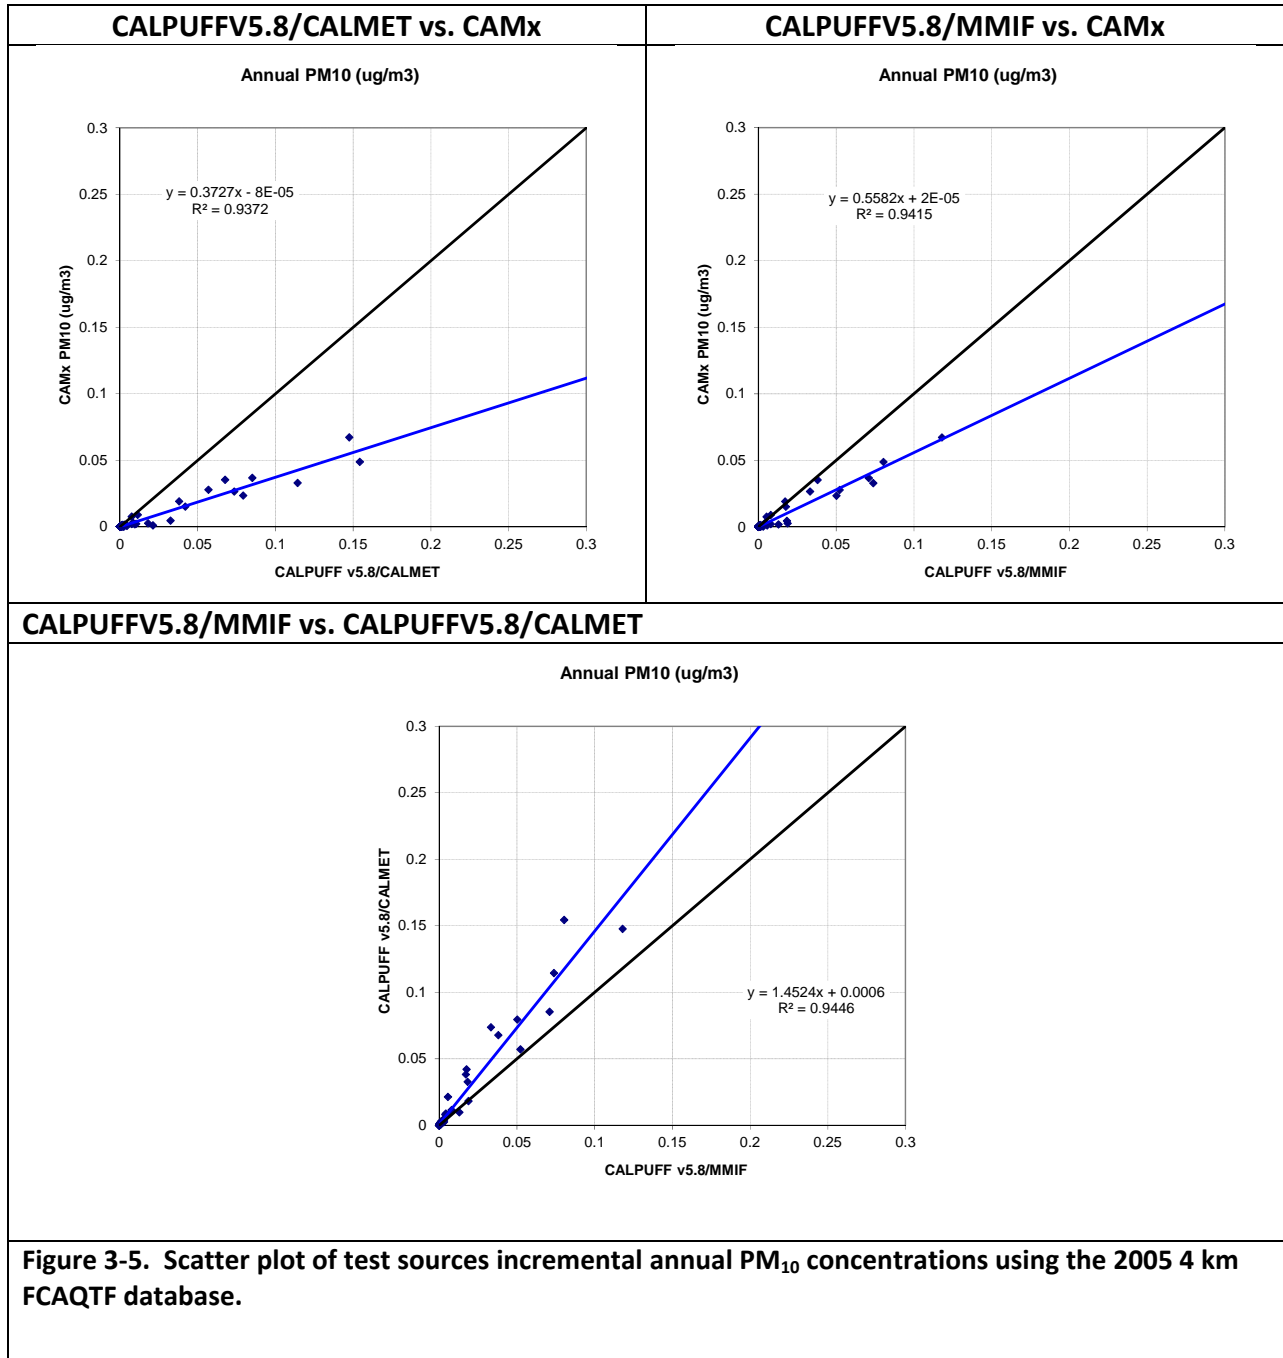 CALPUFFV5.8/CALMET vs. CAMx
CALPUFFV5.8/MMIF vs. CAMx
Annual PM10 (ug/m3)
0.3
0.25
0.2
0.15
0.1
0.05
0
CAMx PM10 (ug/m3)
y = 0.3727x - 8E-05
R² = 0.9372
0 0.05 0.1 0.15 0.2 0.25 0.3
CALPUFF v5.8/CALMET
Annual PM10 (ug/m3)
0.3
0.25
0.2
0.15
0.1
0.05
0
CAMx PM10 (ug/m3)
y = 0.5582x + 2E-05
R² = 0.9415
0 0.05 0.1 0.15 0.2 0.25 0.3
CALPUFF v5.8/MMIF
CALPUFFV5.8/MMIF vs. CALPUFFV5.8/CALMET
Annual PM10 (ug/m3)
0.3
0.25
0.2
0.15
0.1
0.05
0
CALPUFF v5.8/CALMET
y = 1.4524x + 0.0006
R² = 0.9446
0 0.05 0.1 0.15 0.2 0.25 0.3
CALPUFF v5.8/MMIF
Figure 3-5. Scatter plot of test sources incremental annual PM₁₀ concentrations using the 2005 4 km
FCAQTF database.